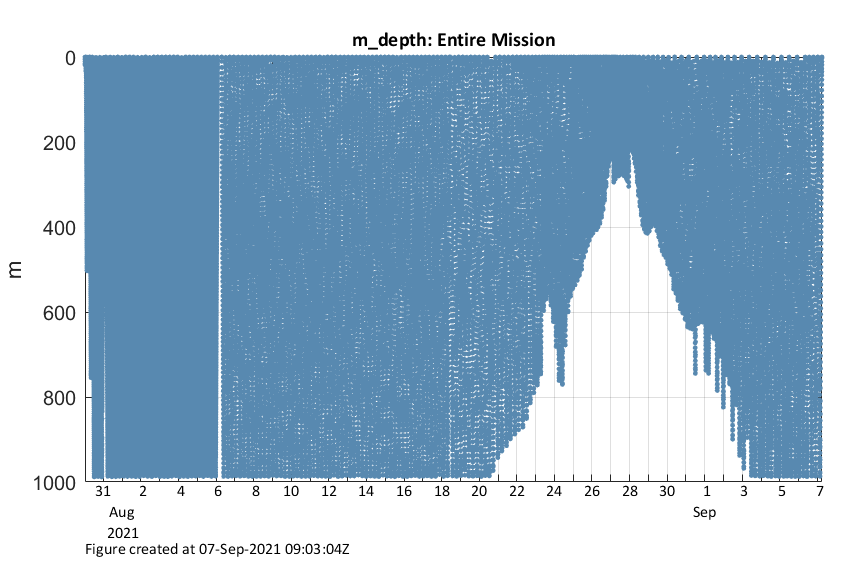 m_depth: Entire Mission
0
200
400
600
800
1000
m
31 2 4 6 8 10 12 14 16 18 20 22 24 26 28 30 1 3 5 7
Aug Sep
2021
Figure created at 07-Sep-2021 09:03:04Z